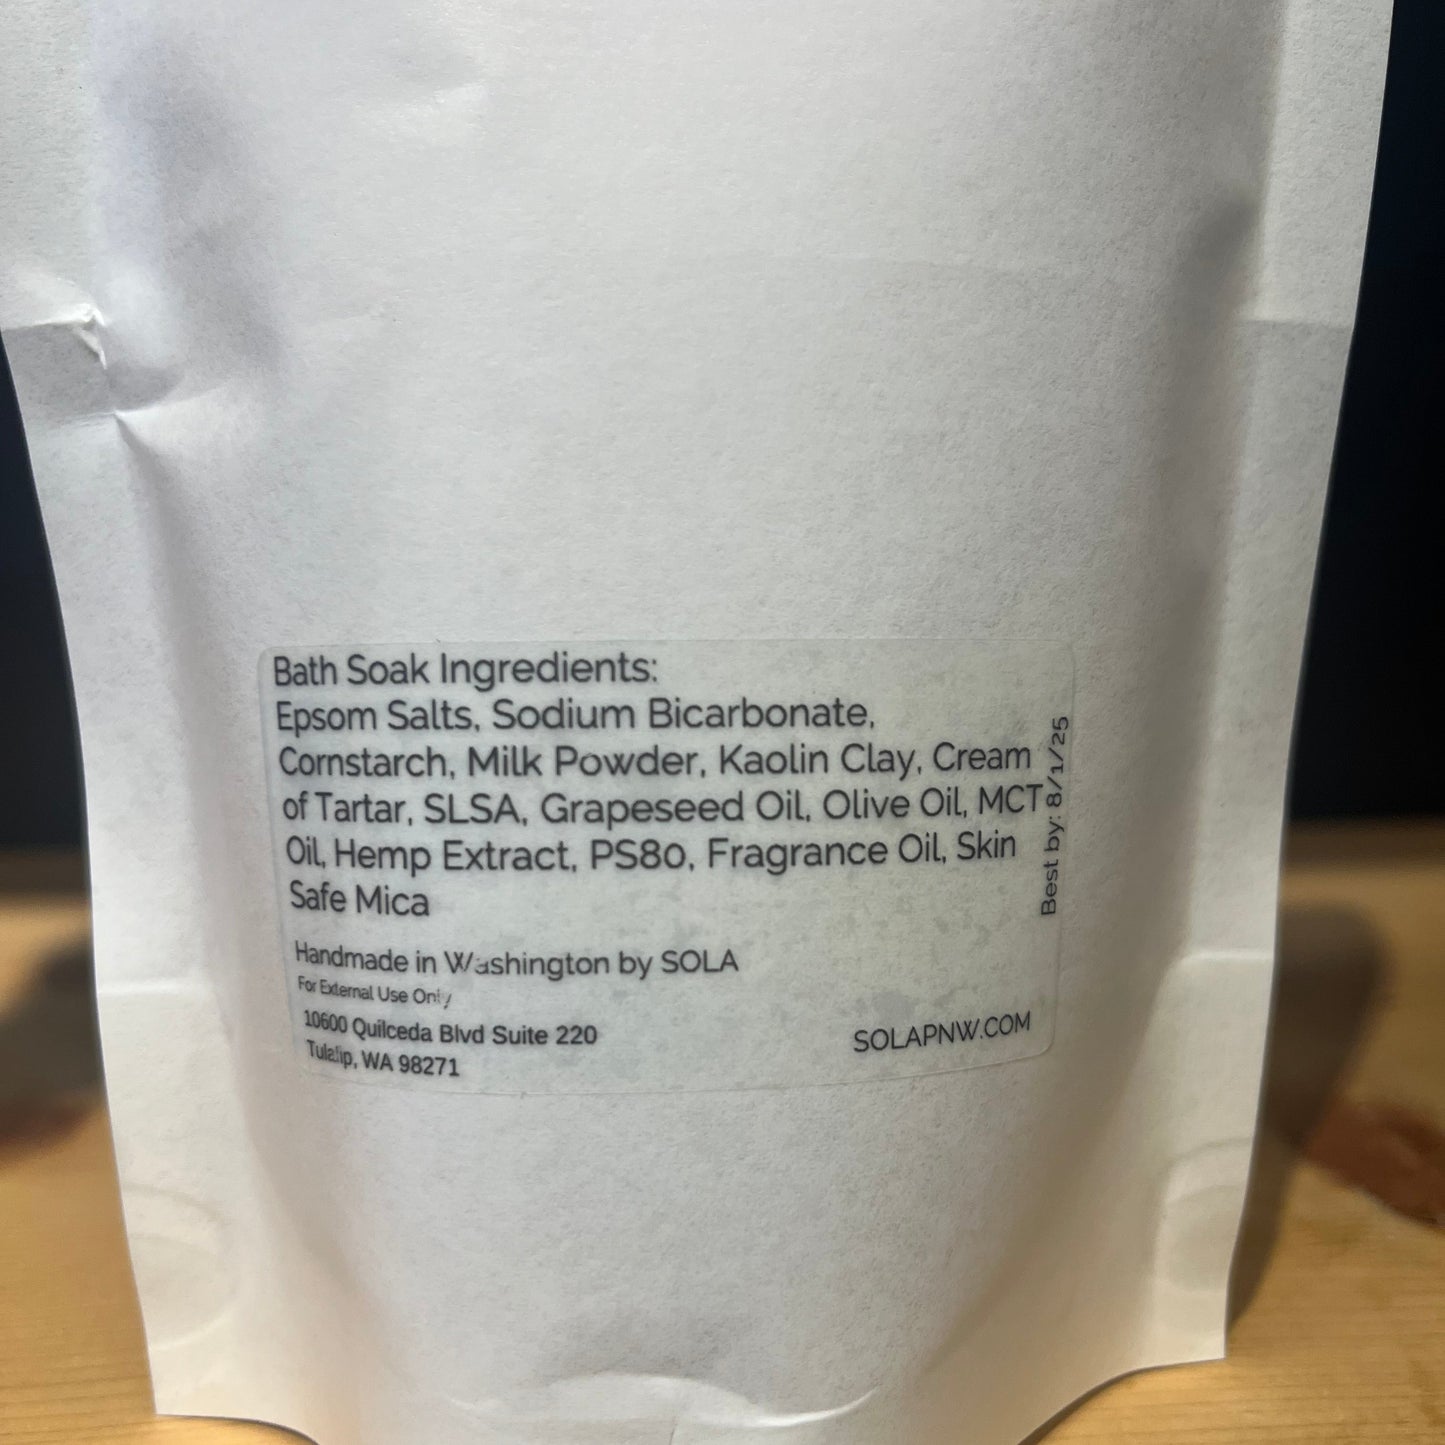 Bath Soak Ingredients:
Epsom Salts, Sodium Bicarbonate,
Cornstarch, Milk Powder, Kaolin Clay, Cream
of Tartar, SLSA, Grapeseed Oil, Olive Oil, MCT
Oil, Hemp Extract, PS80, Fragrance Oil, Skin
Safe Mica
Best by: 8/1/25
Handmade in Washington by SOLA
For External Use Only
10600 Quilceda Blvd Suite 220
Tulalip, WA 98271
SOLAPNW.COM